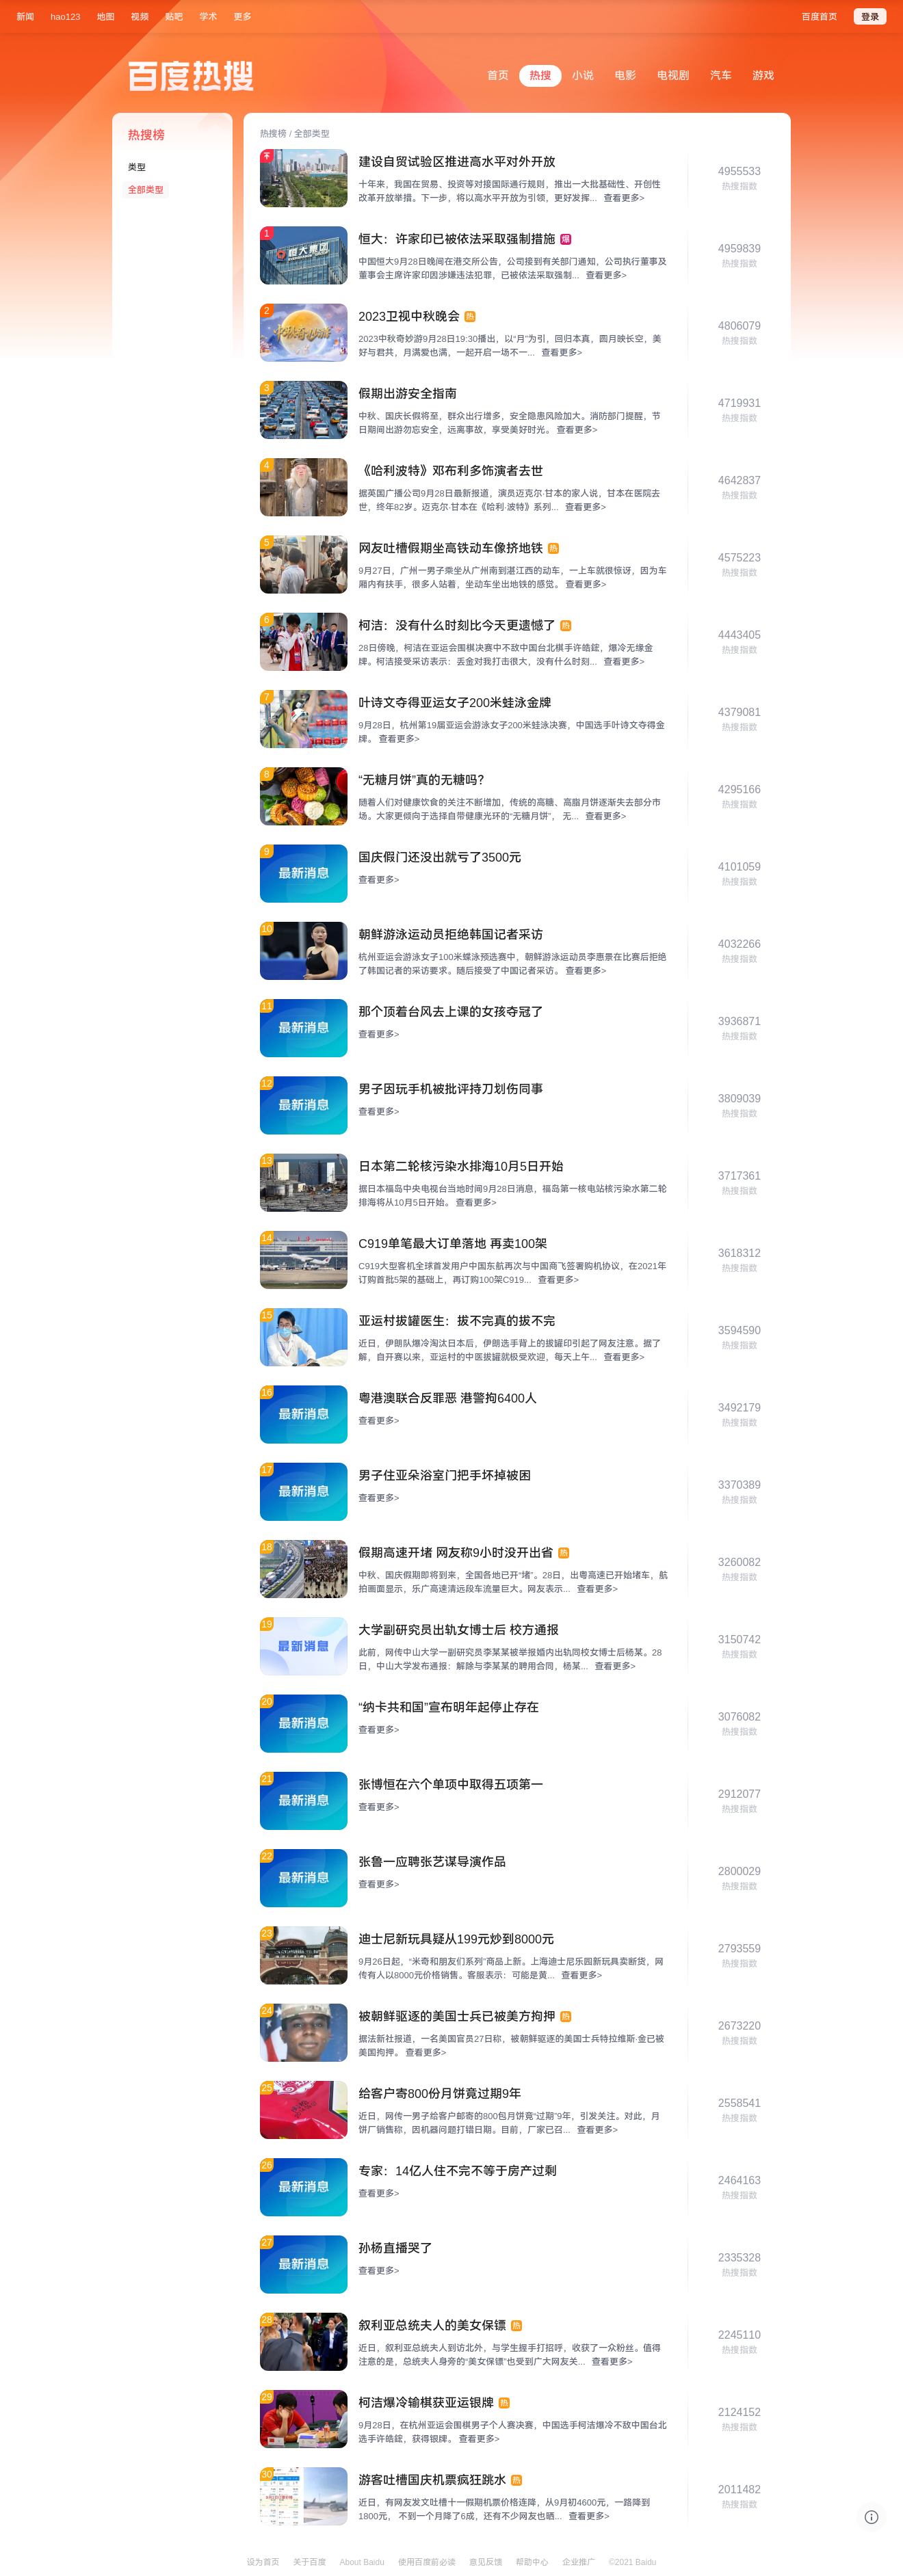 新闻 hao123 地图 视频 贴吧 学术 更多 百度首页 登录
百度热搜
首页 热搜 小说 电影 电视剧 汽车 游戏
热搜榜
类型
全部类型
热搜榜 / 全部类型
建设自贸试验区推进高水平对外开放
十年来，我国在贸易、投资等对接国际通行规则，推出一大批基础性、开创性
改革开放举措。下一步，将以高水平开放为引领，更好发挥... 查看更多>
4955533
热搜指数
1
恒大集团
恒大：许家印已被依法采取强制措施 爆
中国恒大9月28日晚间在港交所公告，公司接到有关部门通知，公司执行董事及
董事会主席许家印因涉嫌违法犯罪，已被依法采取强制... 查看更多>
4959839
热搜指数
2
中秋奇妙游
2023卫视中秋晚会 热
2023中秋奇妙游9月28日19:30播出，以“月”为引，回归本真，圆月映长空，美
好与君共，月满爱也满，一起开启一场不一... 查看更多>
4806079
热搜指数
3
假期出游安全指南
中秋、国庆长假将至，群众出行增多，安全隐患风险加大。消防部门提醒，节
日期间出游勿忘安全，远离事故，享受美好时光。 查看更多>
4719931
热搜指数
4
《哈利波特》邓布利多饰演者去世
据英国广播公司9月28日最新报道，演员迈克尔·甘本的家人说，甘本在医院去
世，终年82岁。迈克尔·甘本在《哈利·波特》系列... 查看更多>
4642837
热搜指数
5
网友吐槽假期坐高铁动车像挤地铁 热
9月27日，广州一男子乘坐从广州南到湛江西的动车，一上车就很惊讶，因为车
厢内有扶手，很多人站着，坐动车坐出地铁的感觉。 查看更多>
4575223
热搜指数
6
柯洁：没有什么时刻比今天更遗憾了 热
28日傍晚，柯洁在亚运会围棋决赛中不敌中国台北棋手许皓鋐，爆冷无缘金
牌。柯洁接受采访表示：丢金对我打击很大，没有什么时刻... 查看更多>
4443405
热搜指数
7
叶诗文夺得亚运女子200米蛙泳金牌
9月28日，杭州第19届亚运会游泳女子200米蛙泳决赛，中国选手叶诗文夺得金
牌。 查看更多>
4379081
热搜指数
8
“无糖月饼”真的无糖吗？
随着人们对健康饮食的关注不断增加，传统的高糖、高脂月饼逐渐失去部分市
场。大家更倾向于选择自带健康光环的“无糖月饼”， 无... 查看更多>
4295166
热搜指数
9
最新消息
国庆假门还没出就亏了3500元
查看更多>
4101059
热搜指数
10
朝鲜游泳运动员拒绝韩国记者采访
杭州亚运会游泳女子100米蝶泳预选赛中，朝鲜游泳运动员李惠景在比赛后拒绝
了韩国记者的采访要求。随后接受了中国记者采访。 查看更多>
4032266
热搜指数
11
最新消息
那个顶着台风去上课的女孩夺冠了
查看更多>
3936871
热搜指数
12
最新消息
男子因玩手机被批评持刀划伤同事
查看更多>
3809039
热搜指数
13
日本第二轮核污染水排海10月5日开始
据日本福岛中央电视台当地时间9月28日消息，福岛第一核电站核污染水第二轮
排海将从10月5日开始。 查看更多>
3717361
热搜指数
14
C919单笔最大订单落地 再卖100架
C919大型客机全球首发用户中国东航再次与中国商飞签署购机协议，在2021年
订购首批5架的基础上，再订购100架C919... 查看更多>
3618312
热搜指数
15
亚运村拔罐医生：拔不完真的拔不完
近日，伊朗队爆冷淘汰日本后，伊朗选手背上的拔罐印引起了网友注意。据了
解，自开赛以来，亚运村的中医拔罐就极受欢迎，每天上午... 查看更多>
3594590
热搜指数
16
最新消息
粤港澳联合反罪恶 港警拘6400人
查看更多>
3492179
热搜指数
17
最新消息
男子住亚朵浴室门把手坏掉被困
查看更多>
3370389
热搜指数
18
假期高速开堵 网友称9小时没开出省 热
中秋、国庆假期即将到来，全国各地已开“堵”。28日，出粤高速已开始堵车，航
拍画面显示，乐广高速清远段车流量巨大。网友表示... 查看更多>
3260082
热搜指数
19
最新消息
大学副研究员出轨女博士后 校方通报
此前，网传中山大学一副研究员李某某被举报婚内出轨同校女博士后杨某。28
日，中山大学发布通报：解除与李某某的聘用合同，杨某... 查看更多>
3150742
热搜指数
20
最新消息
“纳卡共和国”宣布明年起停止存在
查看更多>
3076082
热搜指数
21
最新消息
张博恒在六个单项中取得五项第一
查看更多>
2912077
热搜指数
22
最新消息
张鲁一应聘张艺谋导演作品
查看更多>
2800029
热搜指数
23
迪士尼新玩具疑从199元炒到8000元
9月26日起，“米奇和朋友们系列”商品上新。上海迪士尼乐园新玩具卖断货，网
传有人以8000元价格销售。客服表示：可能是黄... 查看更多>
2793559
热搜指数
24
被朝鲜驱逐的美国士兵已被美方拘押 热
据法新社报道，一名美国官员27日称，被朝鲜驱逐的美国士兵特拉维斯·金已被
美国拘押。 查看更多>
2673220
热搜指数
25
给客户寄800份月饼竟过期9年
近日，网传一男子给客户邮寄的800包月饼竟“过期”9年，引发关注。对此，月
饼厂销售称，因机器问题打错日期。目前，厂家已召... 查看更多>
2558541
热搜指数
26
最新消息
专家：14亿人住不完不等于房产过剩
查看更多>
2464163
热搜指数
27
最新消息
孙杨直播哭了
查看更多>
2335328
热搜指数
28
叙利亚总统夫人的美女保镖 热
近日，叙利亚总统夫人到访北外，与学生握手打招呼，收获了一众粉丝。值得
注意的是，总统夫人身旁的“美女保镖”也受到广大网友关... 查看更多>
2245110
热搜指数
29
柯洁爆冷输棋获亚运银牌 热
9月28日，在杭州亚运会围棋男子个人赛决赛，中国选手柯洁爆冷不敌中国台北
选手许皓鋐，获得银牌。 查看更多>
2124152
热搜指数
30
游客吐槽国庆机票疯狂跳水 热
近日，有网友发文吐槽十一假期机票价格连降，从9月初4600元，一路降到
1800元， 不到一个月降了6成，还有不少网友也晒... 查看更多>
2011482
热搜指数
设为首页 关于百度 About Baidu 使用百度前必读 意见反馈 帮助中心 企业推广 ©2021 Baidu